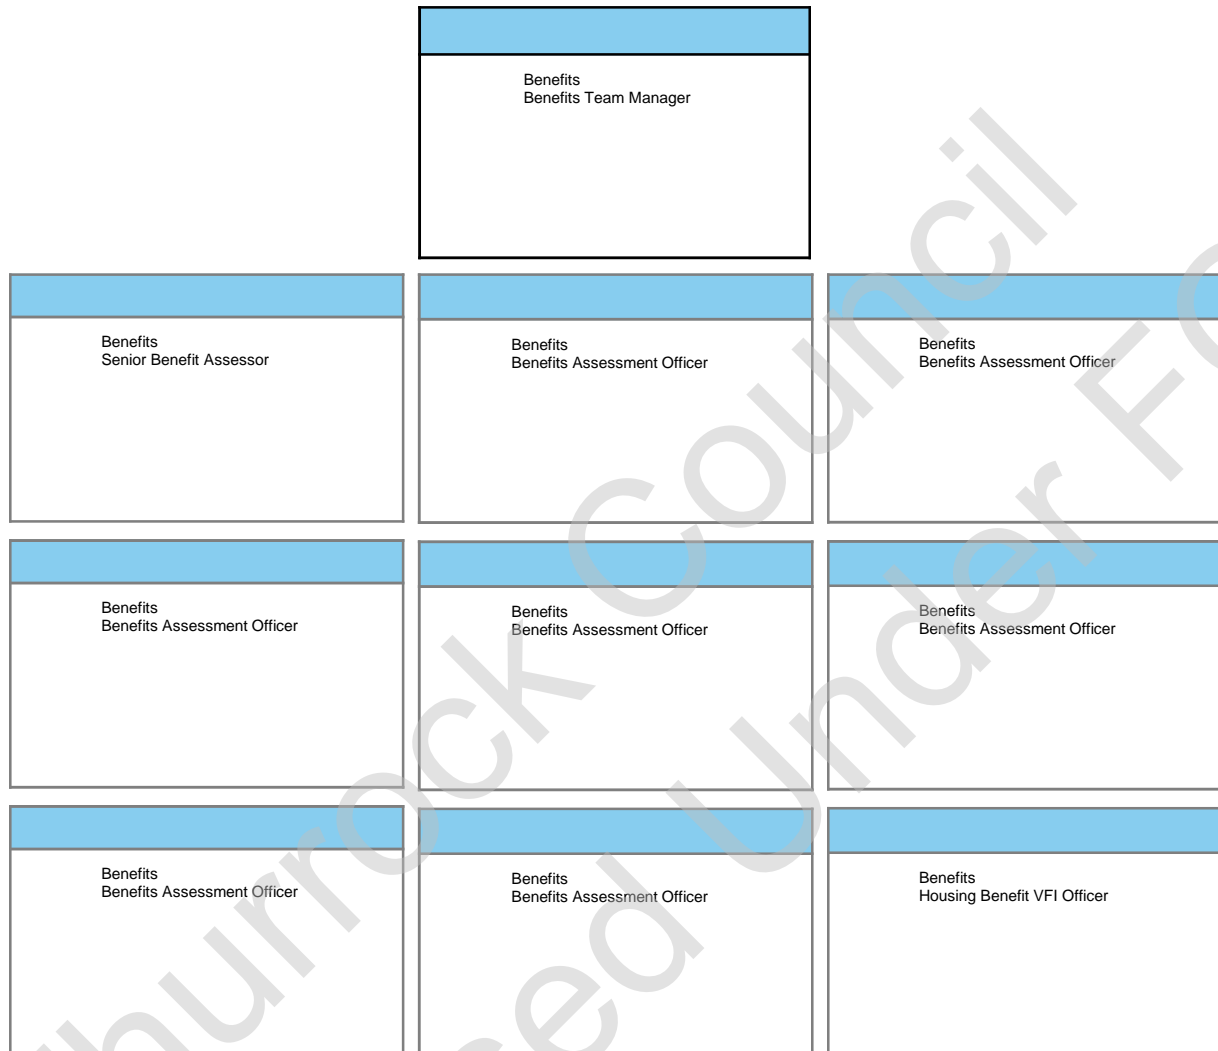 Benefits
Benefits Team Manager
Benefits
Senior Benefit Assessor
Benefits
Benefits Assessment Officer
Benefits
Benefits Assessment Officer
Benefits
Benefits Assessment Officer
Benefits
Benefits Assessment Officer
Benefits
Benefits Assessment Officer
Benefits
Benefits Assessment Officer
Benefits
Benefits Assessment Officer
Benefits
Housing Benefit VFI Officer
hurrock Council
sed Under FO